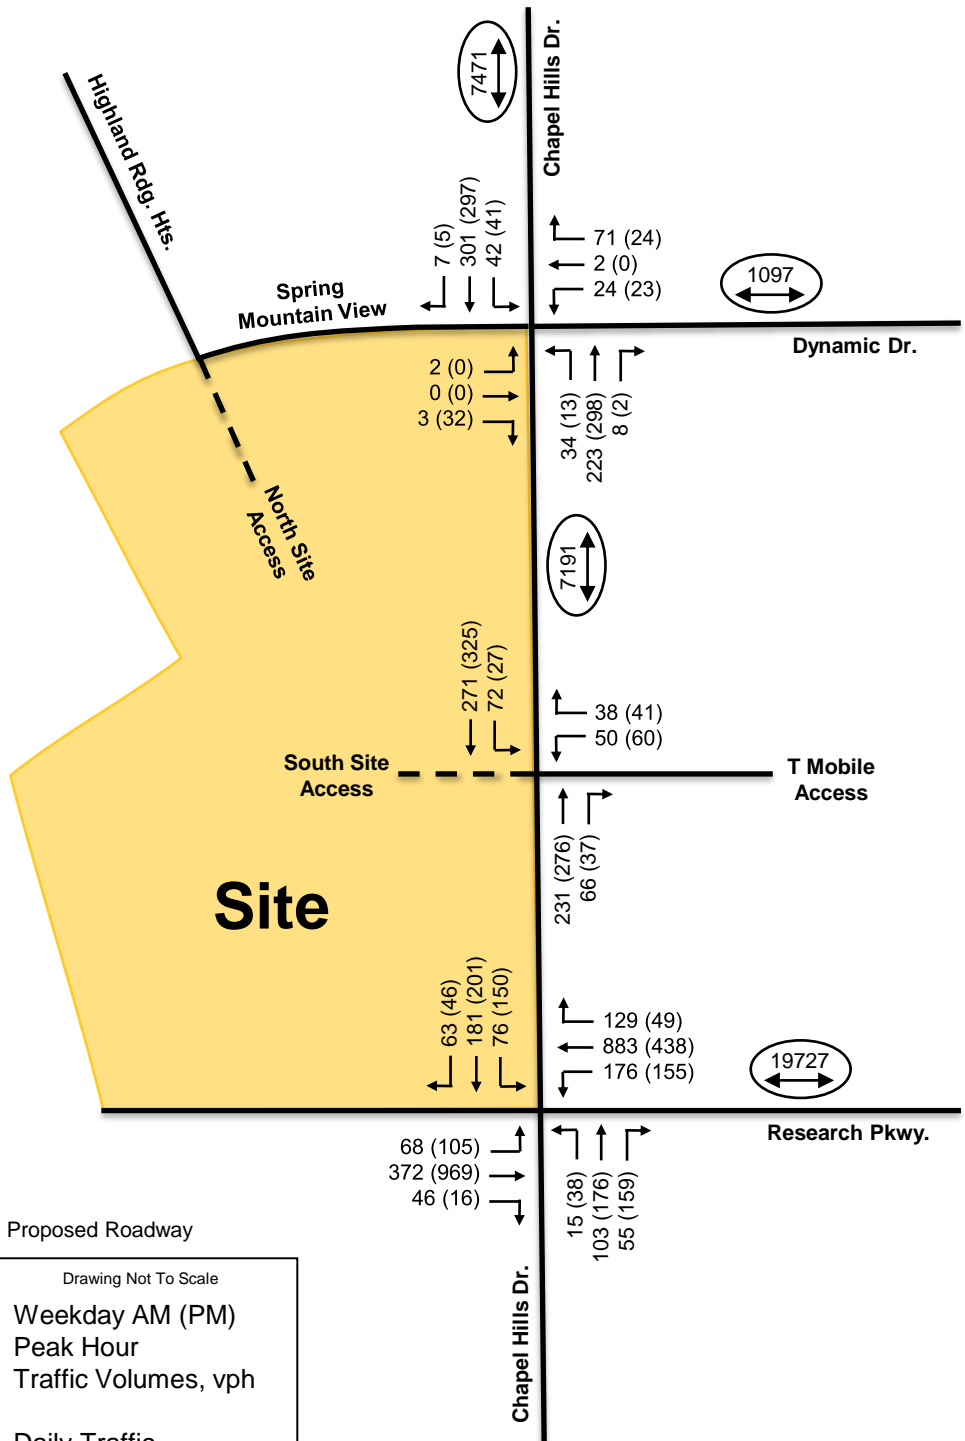 7471
Chapel Hills Dr.
Highland Rdg. Hts.
7 (5)
301 (297)
42 (41)
71 (24)
2 (0)
24 (23)
1097
Spring
Mountain View
Dynamic Dr.
2 (0)
0 (0)
3 (32)
34 (13)
223 (298)
8 (2)
North Site
Access
7191
271 (325)
72 (27)
38 (41)
50 (60)
South Site
Access
T Mobile
Access
231 (276)
66 (37)
Site
63 (46)
181 (201)
76 (150)
129 (49)
883 (438)
176 (155)
19727
Research Pkwy.
68 (105)
372 (969)
46 (16)
15 (38)
103 (176)
55 (159)
Proposed Roadway
Drawing Not To Scale
Weekday AM (PM)
Peak Hour
Traffic Volumes, vph
Daily Traffic
Chapel Hills Dr.